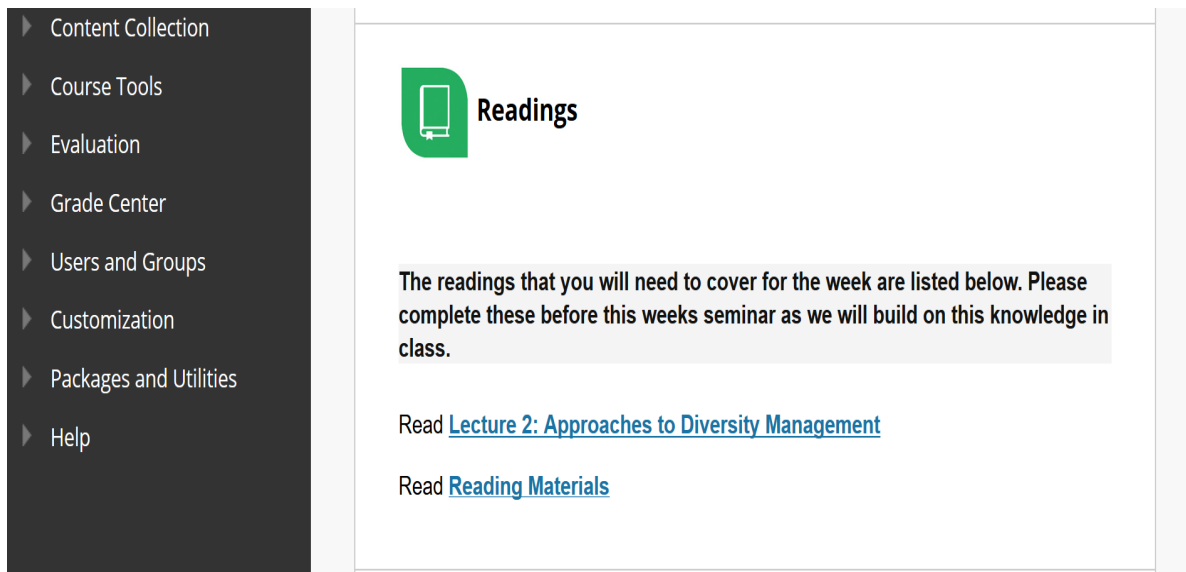 Content Collection
Course Tools
Evaluation
Grade Center
Users and Groups
Customization
Packages and Utilities
Help
Readings
The readings that you will need to cover for the week are listed below. Please
complete these before this weeks seminar as we will build on this knowledge in
class.
Read Lecture 2: Approaches to Diversity Management
Read Reading Materials